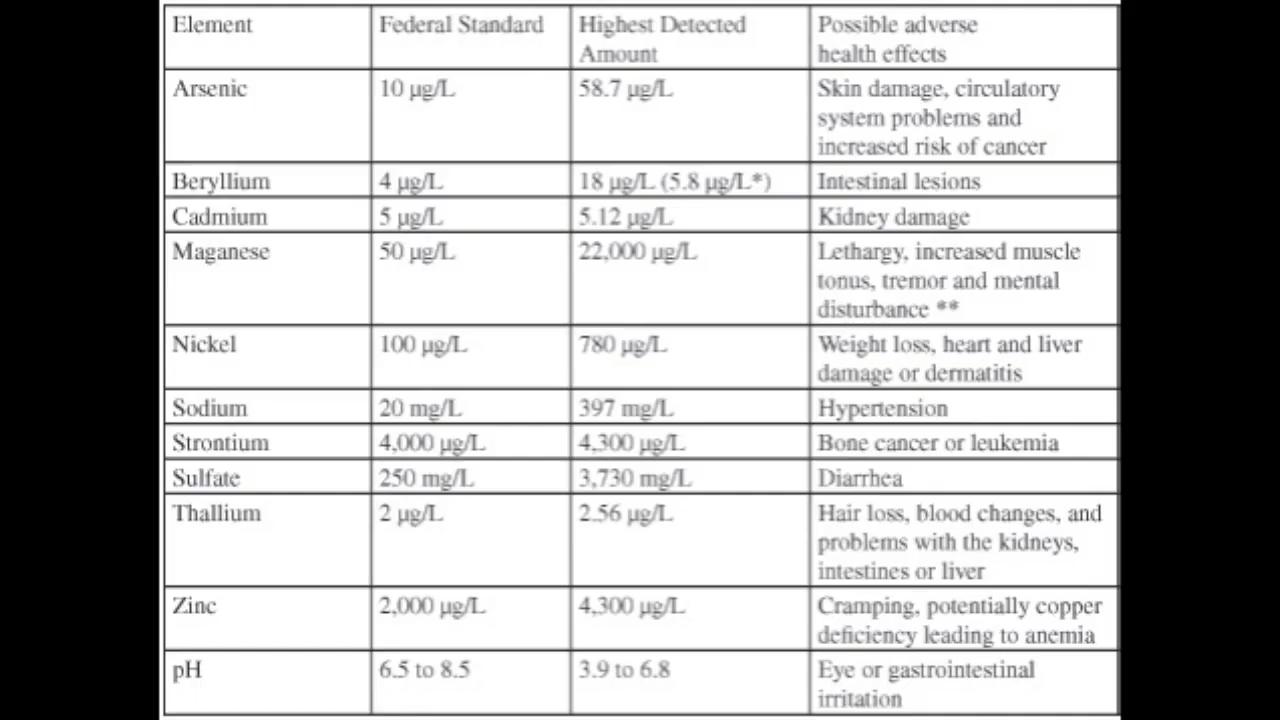 Element Federal Standard Highest Detected Amount Possible adverse health effects
Arsenic 10 µg/L 58.7 µg/L Skin damage, circulatory system problems and increased risk of cancer
Beryllium 4 µg/L 18 µg/L (5.8 µg/L*) Intestinal lesions
Cadmium 5 µg/L 5.12 µg/L Kidney damage
Maganese 50 µg/L 22,000 µg/L Lethargy, increased muscle tonus, tremor and mental disturbance **
Nickel 100 µg/L 780 µg/L Weight loss, heart and liver damage or dermatitis
Sodium 20 mg/L 397 mg/L Hypertension
Strontium 4,000 µg/L 4,300 µg/L Bone cancer or leukemia
Sulfate 250 mg/L 3,730 mg/L Diarrhea
Thallium 2 µg/L 2.56 µg/L Hair loss, blood changes, and problems with the kidneys, intestines or liver
Zinc 2,000 µg/L 4,300 µg/L Cramping, potentially copper deficiency leading to anemia
pH 6.5 to 8.5 3.9 to 6.8 Eye or gastrointestinal irritation